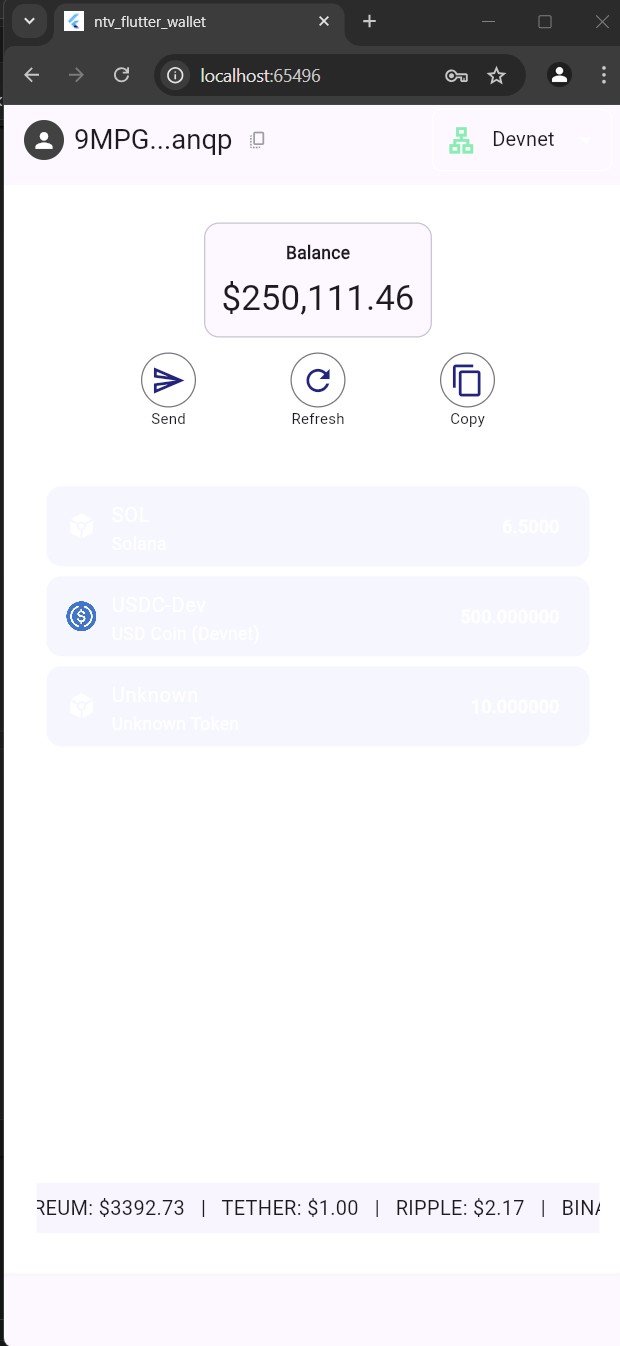 ntv_flutter_wallet
localhost:65496
9MPG...anqp
Devnet
Balance
$250,111.46
Send
Refresh
Copy
SOL
6.5000
Solana
USDC-Dev
500.000000
USD Coin (Devnet)
Unknown
10.000000
Unknown Token
REUM: $3392.73 | TETHER: $1.00 | RIPPLE: $2.17 | BINA